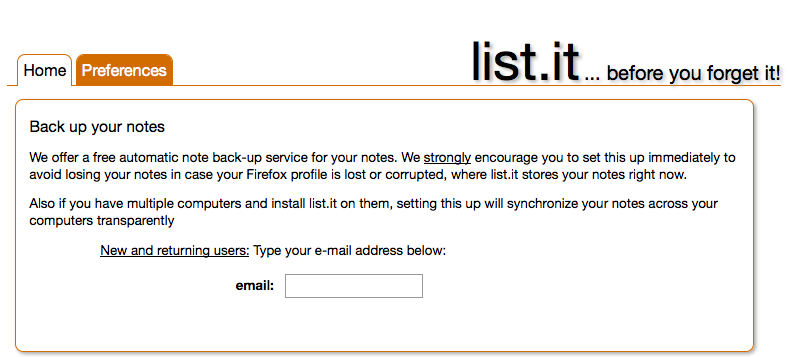 Home Preferences list.it ... before you forget it!
Back up your notes
We offer a free automatic note back-up service for your notes. We strongly encourage you to set this up immediately to
avoid losing your notes in case your Firefox profile is lost or corrupted, where list.it stores your notes right now.
Also if you have multiple computers and install list.it on them, setting this up will synchronize your notes across your
computers transparently
New and returning users: Type your e-mail address below:
email: